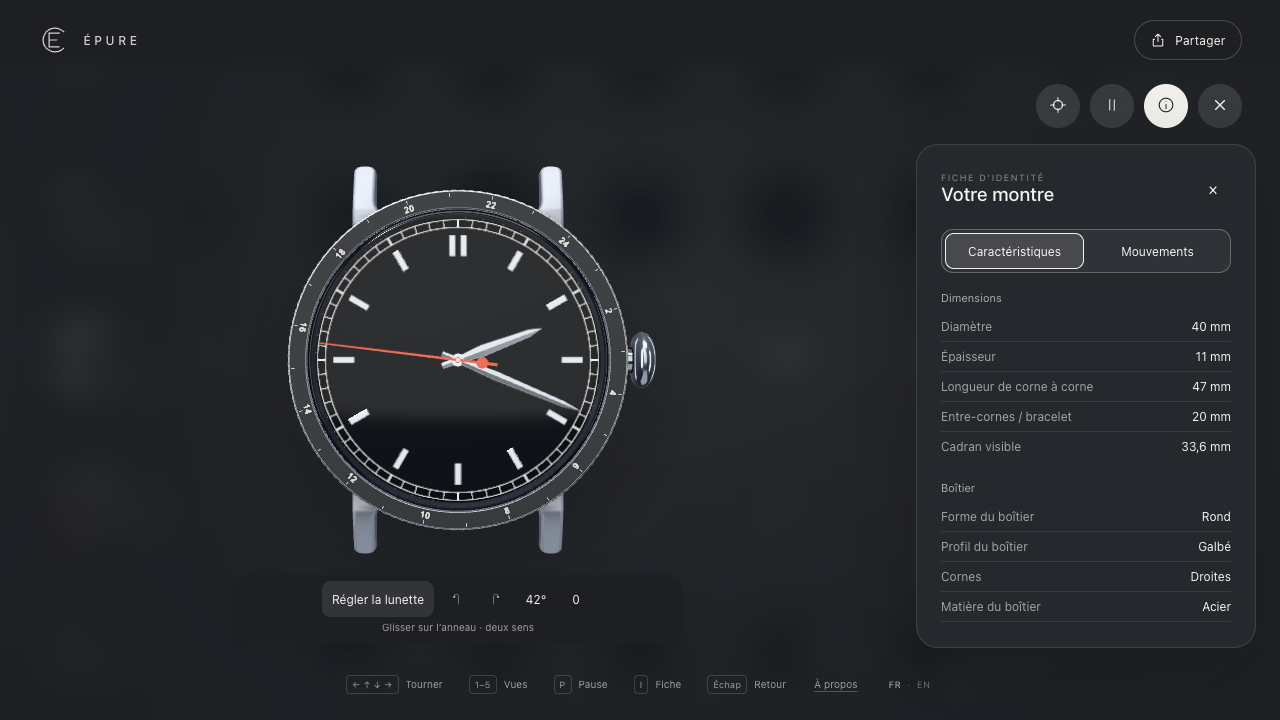 ÉPURE
Partager
FICHE D'IDENTITÉ
Votre montre
Caractéristiques
Mouvements
Dimensions
Diamètre 40 mm
Épaisseur 11 mm
Longueur de corne à corne 47 mm
Entre-cornes / bracelet 20 mm
Cadran visible 33,6 mm
Boîtier
Forme du boîtier Rond
Profil du boîtier Galbé
Cornes Droites
Matière du boîtier Acier
22
24
2
4
6
8
10
12
14
16
18
20
Régler la lunette 42° 0
Glisser sur l'anneau · deux sens
← ↑ ↓ → Tourner 1–5 Vues P Pause I Fiche Échap Retour À propos FR · EN